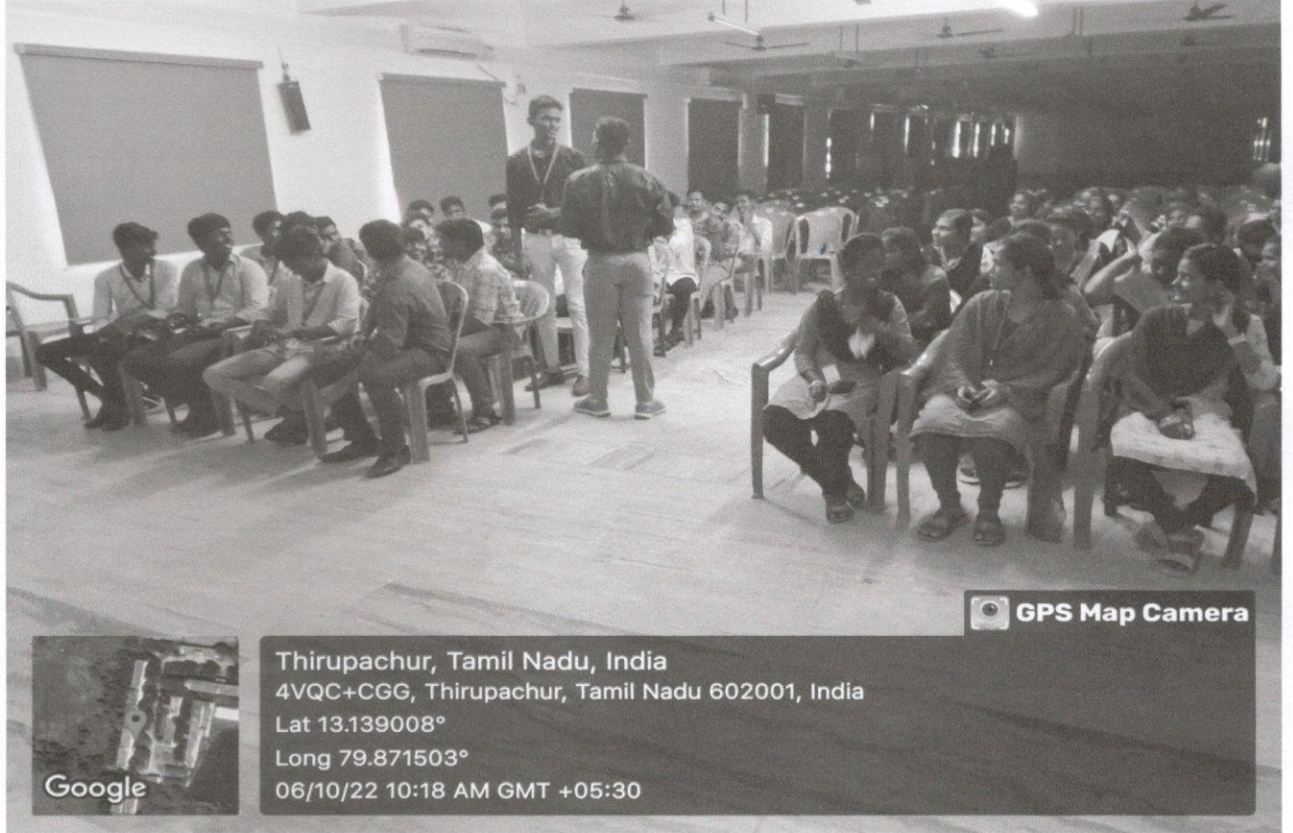 GPS Map Camera
Thirupachur, Tamil Nadu, India
4VQC+CGG, Thirupachur, Tamil Nadu 602001, India
Lat 13.139008°
Long 79.871503°
06/10/22 10:18 AM GMT +05:30
Google